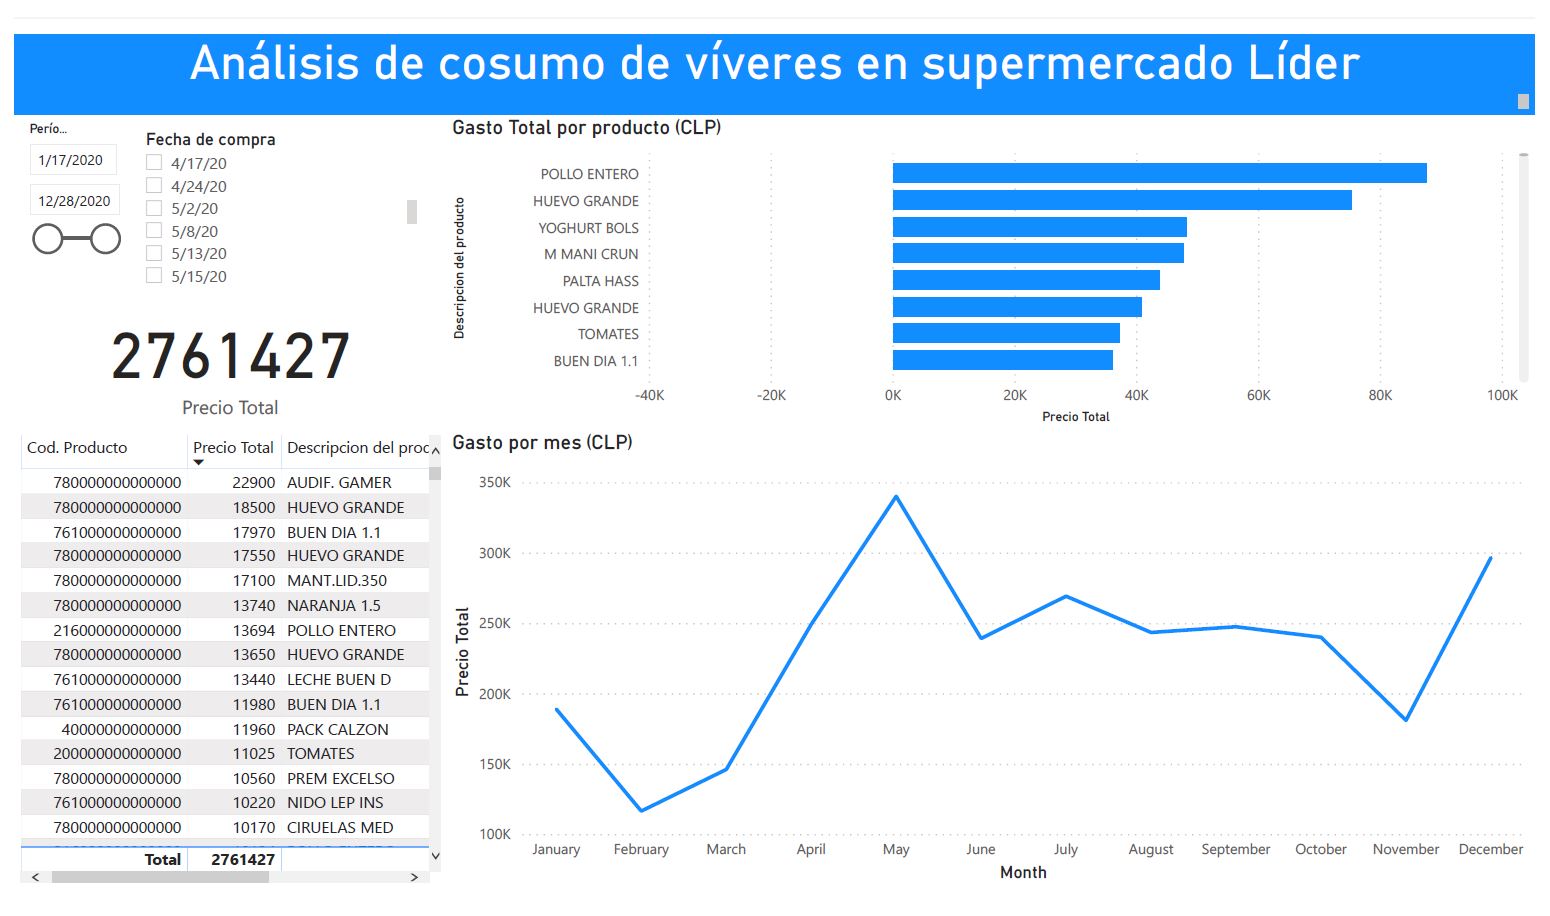 Análisis de cosumo de víveres en supermercado Líder
Perío...
1/17/2020
12/28/2020
Fecha de compra
4/17/20
4/24/20
5/2/20
5/8/20
5/13/20
5/15/20
2761427
Precio Total
Gasto Total por producto (CLP)
Descripcion del producto
POLLO ENTERO
HUEVO GRANDE
YOGHURT BOLS
M MANI CRUN
PALTA HASS
HUEVO GRANDE
TOMATES
BUEN DIA 1.1
-40K -20K 0K 20K 40K 60K 80K 100K
Precio Total
Cod. Producto Precio Total Descripcion del proc
780000000000000 22900 AUDIF. GAMER
780000000000000 18500 HUEVO GRANDE
761000000000000 17970 BUEN DIA 1.1
780000000000000 17550 HUEVO GRANDE
780000000000000 17100 MANT.LID.350
780000000000000 13740 NARANJA 1.5
216000000000000 13694 POLLO ENTERO
780000000000000 13650 HUEVO GRANDE
761000000000000 13440 LECHE BUEN D
761000000000000 11980 BUEN DIA 1.1
40000000000000 11960 PACK CALZON
200000000000000 11025 TOMATES
780000000000000 10560 PREM EXCELSO
761000000000000 10220 NIDO LEP INS
780000000000000 10170 CIRUELAS MED
Total 2761427
Gasto por mes (CLP)
Precio Total
350K
300K
250K
200K
150K
100K
January February March April May June July August September October November December
Month